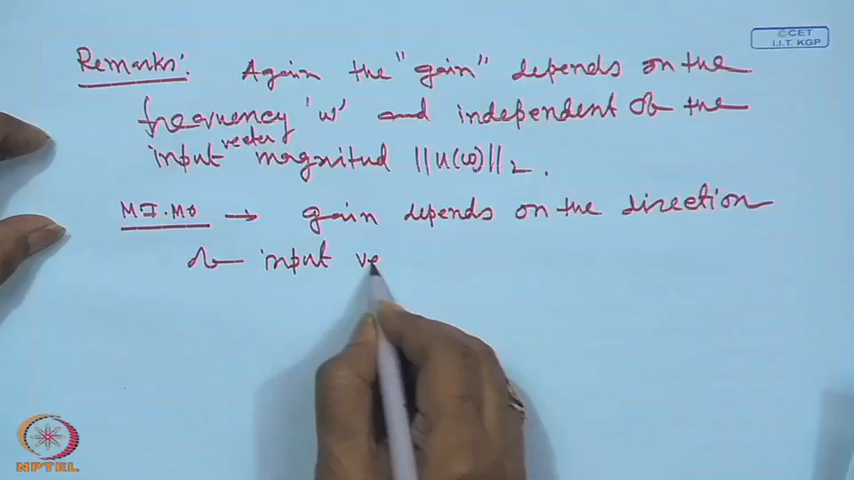 ©CET
I.I.T. KGP
Remarks: Again the "gain" depends on the
frequency 'w' and independent of the
input vector magnitud ||u(ω)||₂.
MIMO → gain depends on the direction
of input ve
NPTEL